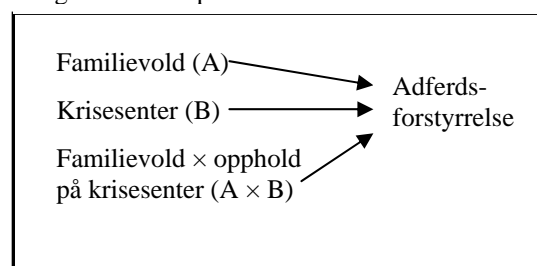 Familievold (A)
Krisesenter (B)
Familievold × opphold
på krisesenter (A × B)
Adferds-
forstyrrelse